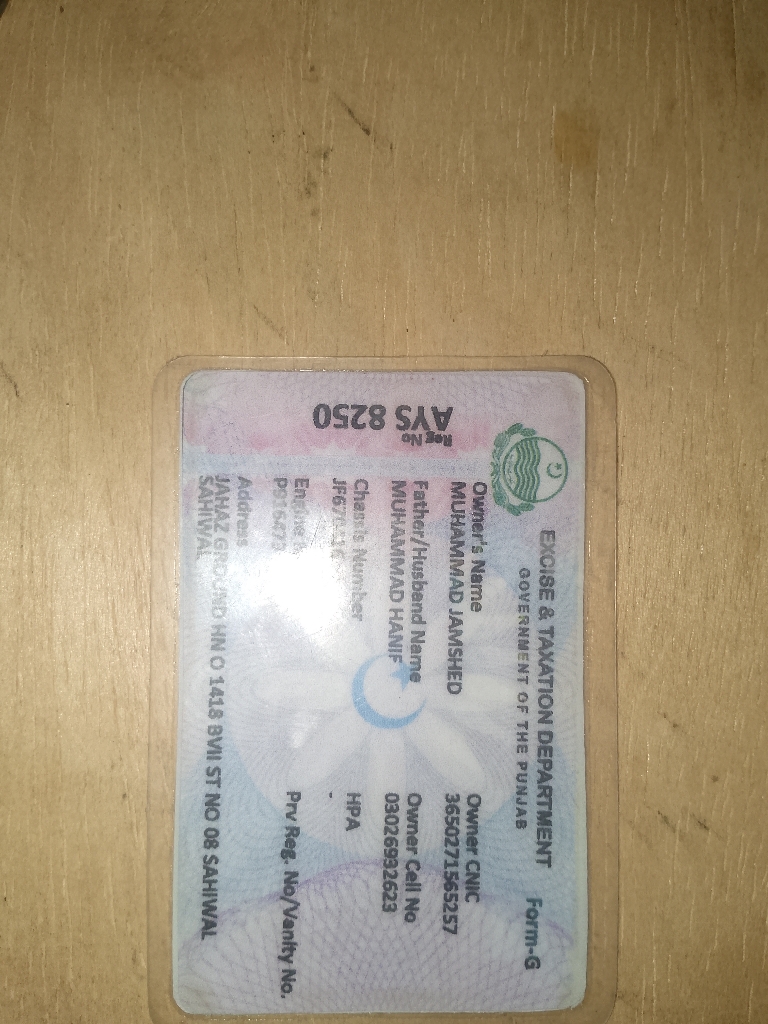 EXCISE & TAXATION DEPARTMENT Form-G
GOVERNMENT OF THE PUNJAB
Reg No
AYS 8250
Owner's Name Owner CNIC
MUHAMMAD JAMSHED 3650271565257
Father/Husband Name Owner Cell No
MUHAMMAD HANIF 03026992623
Chassis Number HPA
-
Prv Reg. No/Vanity No.
Address
JAHAZ GROUND HN O 1418 BVII ST NO 08 SAHIWAL
SAHIWAL